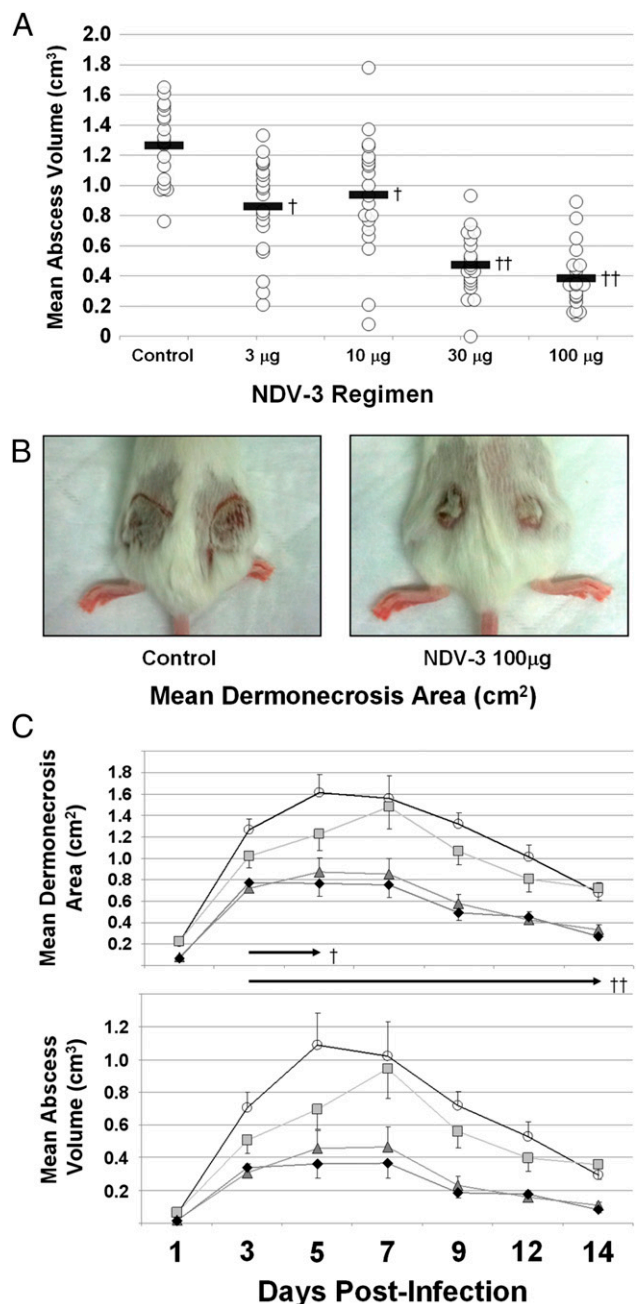 A
Mean Abscess Volume (cm³)
2.0
1.8
1.6
1.4
1.2
1.0
0.8
0.6
0.4
0.2
0
†
†
††
††
Control 3 μg 10 μg 30 μg 100 μg
NDV-3 Regimen
B
Control NDV-3 100μg
Mean Dermonecrosis Area (cm²)
C
Mean Dermonecrosis
Area (cm²)
1.8
1.6
1.4
1.2
1.0
0.8
0.6
0.4
0.2
†
††
Mean Abscess
Volume (cm³)
1.2
1.0
0.8
0.6
0.4
0.2
1 3 5 7 9 12 14
Days Post-Infection